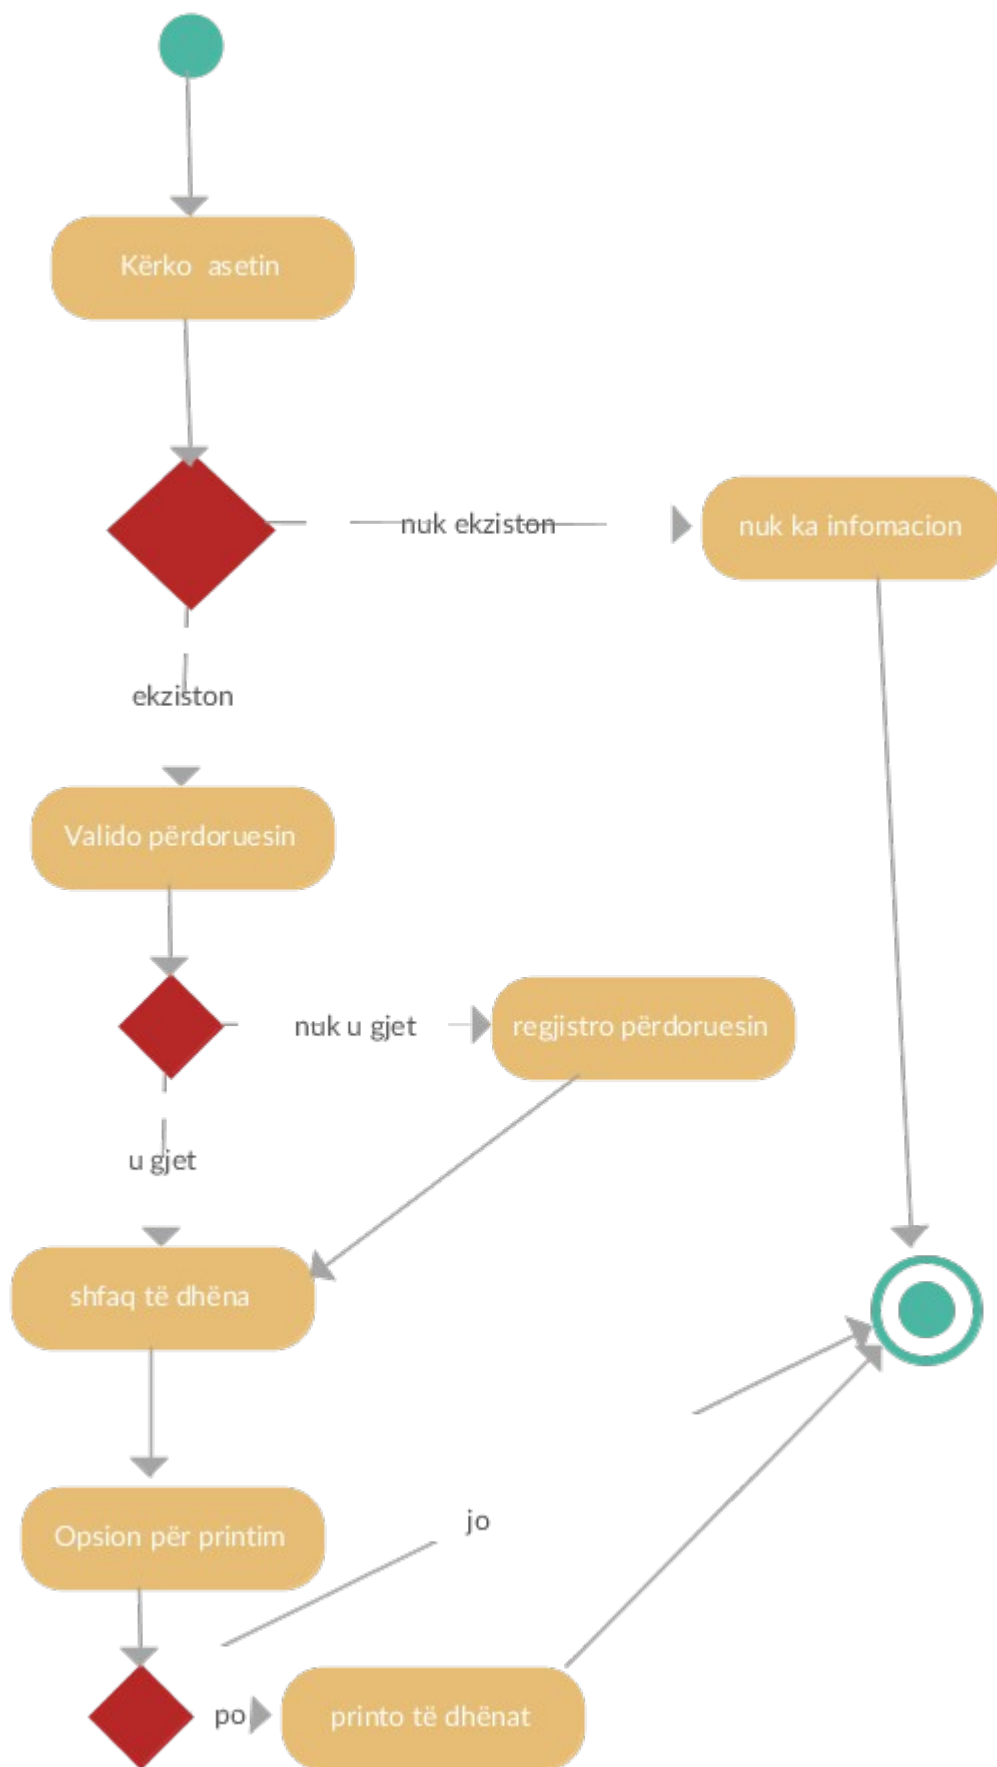 Kërko asetin
nuk ekziston
nuk ka infomacion
ekziston
Valido përdoruesin
nuk u gjet
regjistro përdoruesin
u gjet
shfaq të dhëna
Opsion për printim
jo
po
printo të dhënat